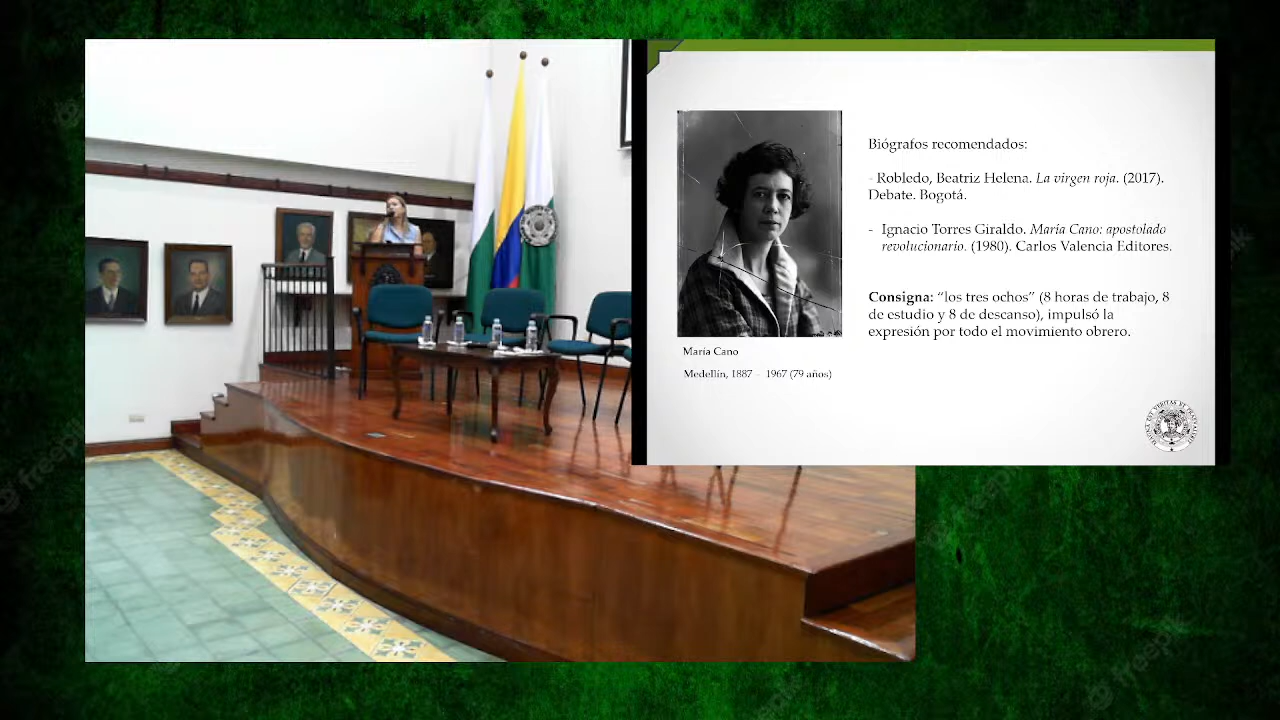 Biógrafos recomendados:
- Robledo, Beatriz Helena. La virgen roja. (2017).
Debate. Bogotá.
- Ignacio Torres Giraldo. María Cano: apostolado
revolucionario. (1980). Carlos Valencia Editores.
Consigna: “los tres ochos” (8 horas de trabajo, 8
de estudio y 8 de descanso), impulsó la
expresión por todo el movimiento obrero.
María Cano
Medellín, 1887 - 1967 (79 años)
freepik
freepik